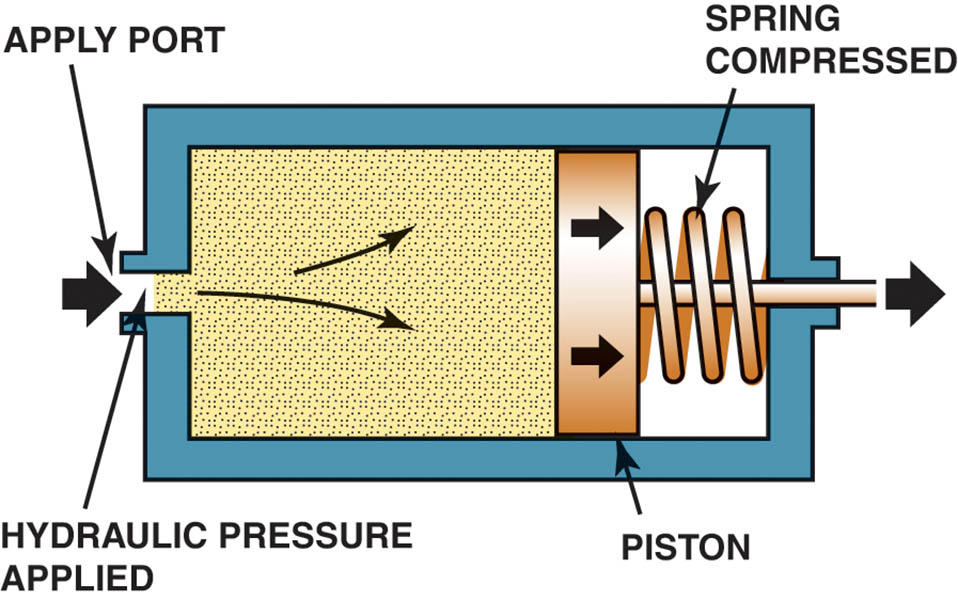 APPLY PORT
SPRING
COMPRESSED
HYDRAULIC PRESSURE
APPLIED
PISTON